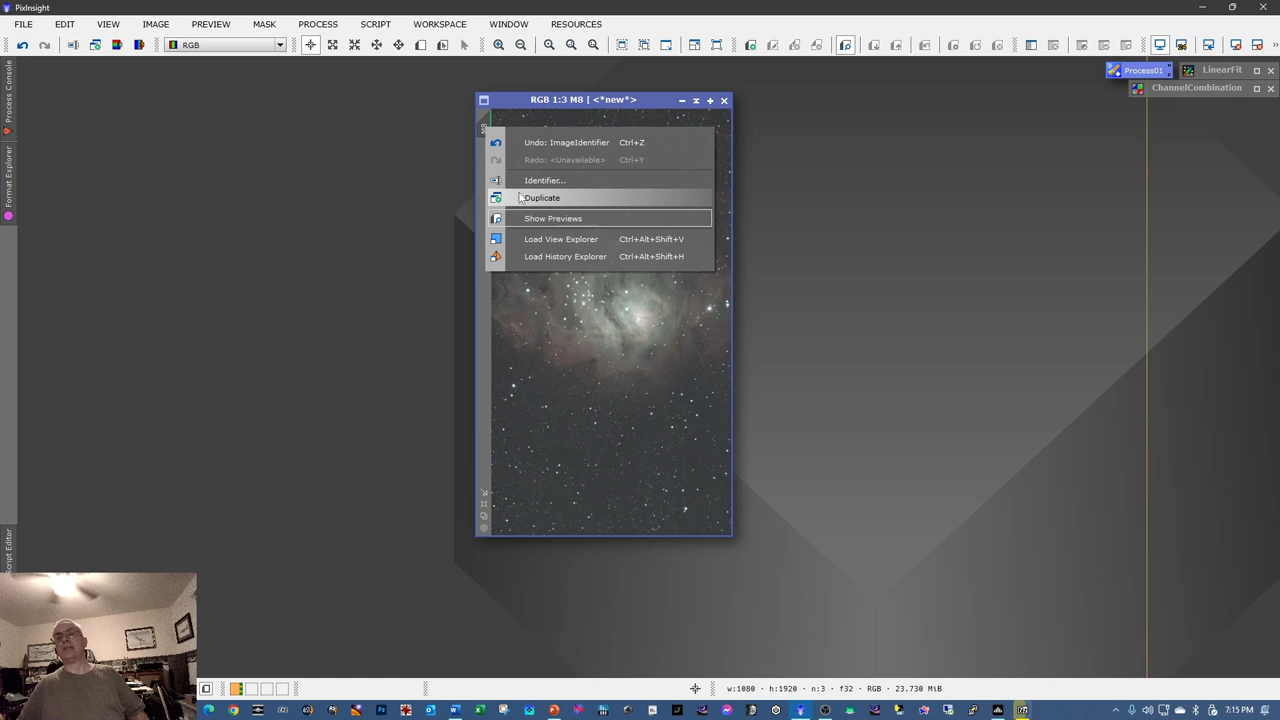 PixInsight
FILE EDIT VIEW IMAGE PREVIEW MASK PROCESS SCRIPT WORKSPACE WINDOW RESOURCES
RGB
Process Console
Format Explorer
Script Editor
Process01
LinearFit
ChannelCombination
RGB 1:3 M8 | <*new*>
M8
Undo: ImageIdentifier Ctrl+Z
Redo: <Unavailable> Ctrl+Y
Identifier...
Duplicate
Show Previews
Load View Explorer Ctrl+Alt+Shift+V
Load History Explorer Ctrl+Alt+Shift+H
w:1080 · h:1920 · n:3 · f32 · RGB · 23.730 MiB
7:15 PM